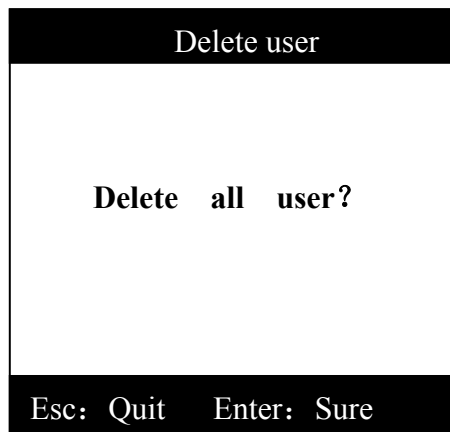 Delete user
Delete all user？
Esc：Quit Enter：Sure